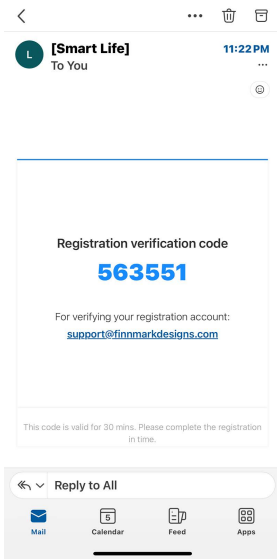 [Smart Life]
11:22 PM
L
To You
Registration verification code
563551
For verifying your registration account:
support@finnmarkdesigns.com
This code is valid for 30 mins. Please complete the registration
in time.
Reply to All
5
Mail
Calendar
Feed
Apps